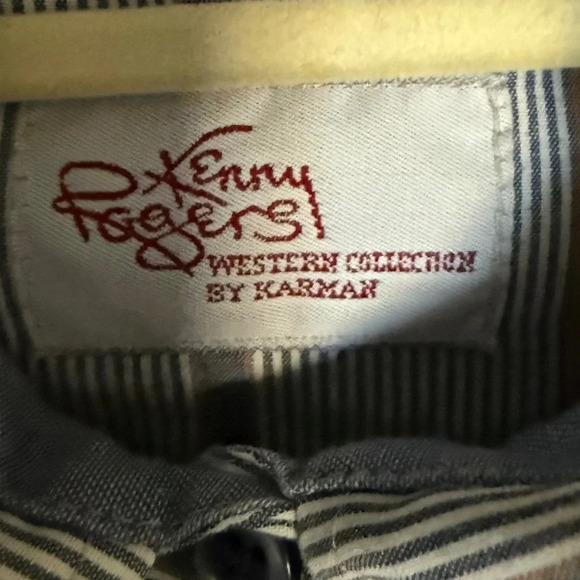 Kenny
Rogers
WESTERN COLLECTION
BY KARMAN